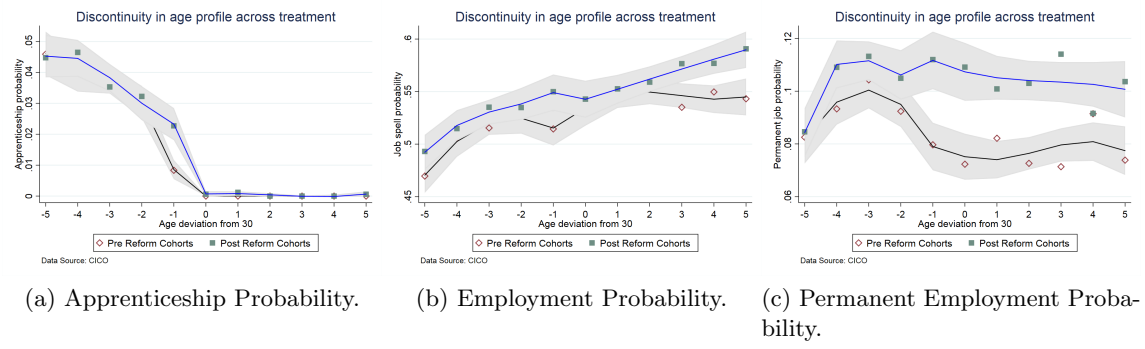 Discontinuity in age profile across treatment
Apprenticeship probability
.05
.04
.03
.02
.01
0
-5 -4 -3 -2 -1 0 1 2 3 4 5
Age deviation from 30
Pre Reform Cohorts Post Reform Cohorts
Data Source: CICO
(a) Apprenticeship Probability.
Discontinuity in age profile across treatment
Job spell probability
.6
.55
.5
.45
-5 -4 -3 -2 -1 0 1 2 3 4 5
Age deviation from 30
Pre Reform Cohorts Post Reform Cohorts
Data Source: CICO
(b) Employment Probability.
Discontinuity in age profile across treatment
Permanent job probability
.12
.1
.08
.06
-5 -4 -3 -2 -1 0 1 2 3 4 5
Age deviation from 30
Pre Reform Cohorts Post Reform Cohorts
Data Source: CICO
(c) Permanent Employment Proba-
bility.